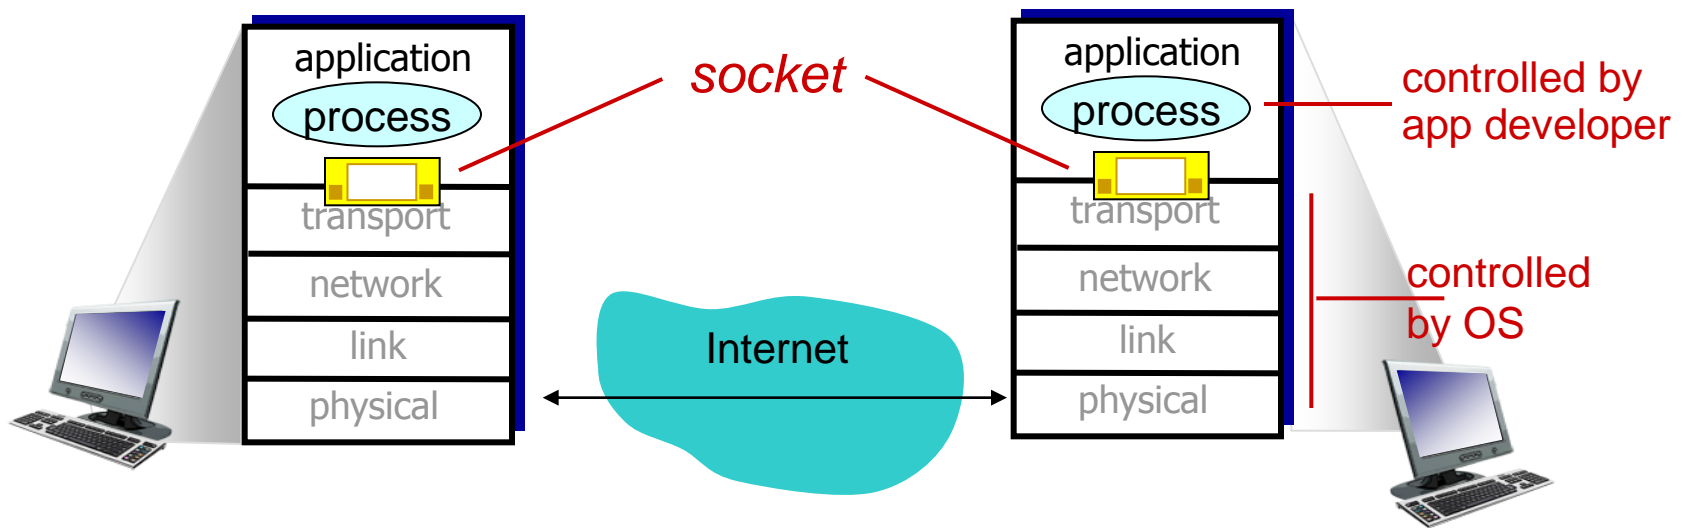 application
process
transport
network
link
physical
socket
Internet
application
process
transport
network
link
physical
controlled by
app developer
controlled
by OS